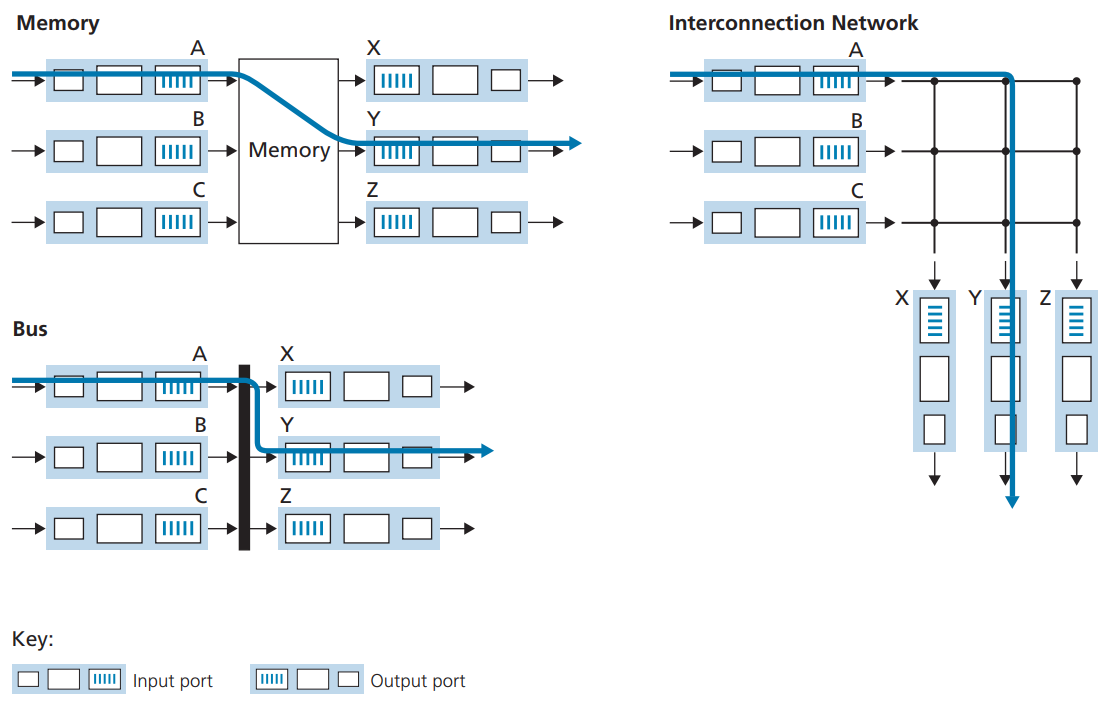 Memory
A
X
B
Y
Memory
C
Z
Interconnection Network
A
B
C
X
Y
Z
Bus
A
X
B
Y
C
Z
Key:
Input port
Output port